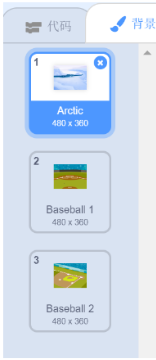 代码
背景
1
Arctic
480 x 360
2
Baseball 1
480 x 360
3
Baseball 2
480 x 360